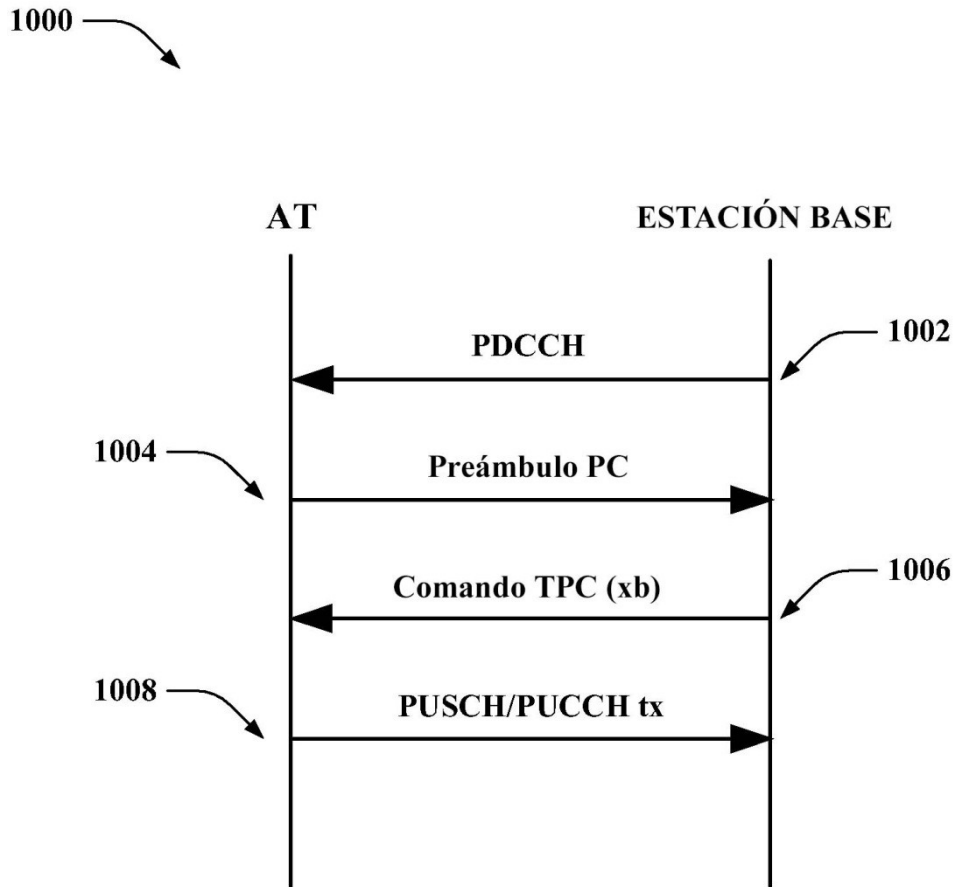 1000
AT
ESTACIÓN BASE
PDCCH
1002
1004
Preámbulo PC
Comando TPC (xb)
1006
1008
PUSCH/PUCCH tx